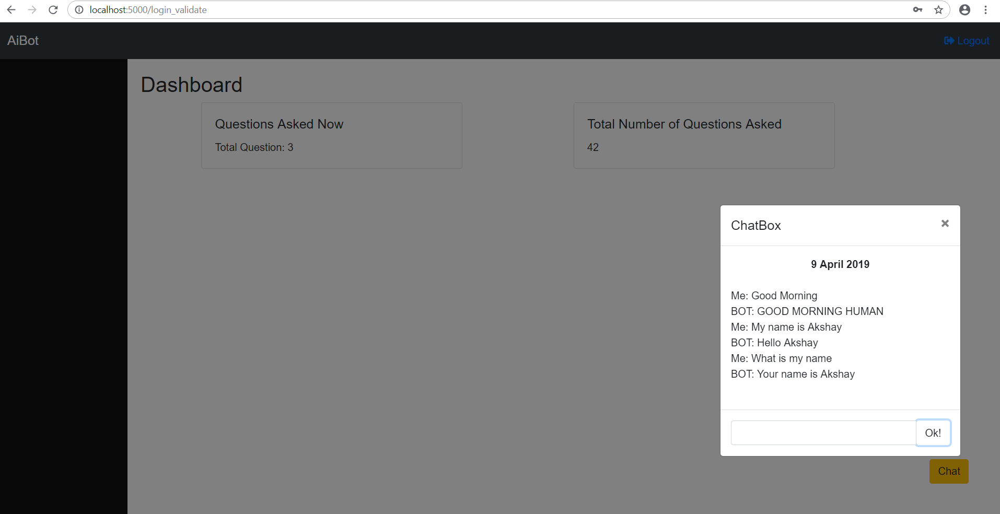 localhost:5000/login_validate
AiBot
Logout
Dashboard
Questions Asked Now
Total Question: 3
Total Number of Questions Asked
42
ChatBox
×
9 April 2019
Me: Good Morning
BOT: GOOD MORNING HUMAN
Me: My name is Akshay
BOT: Hello Akshay
Me: What is my name
BOT: Your name is Akshay
Ok!
Chat